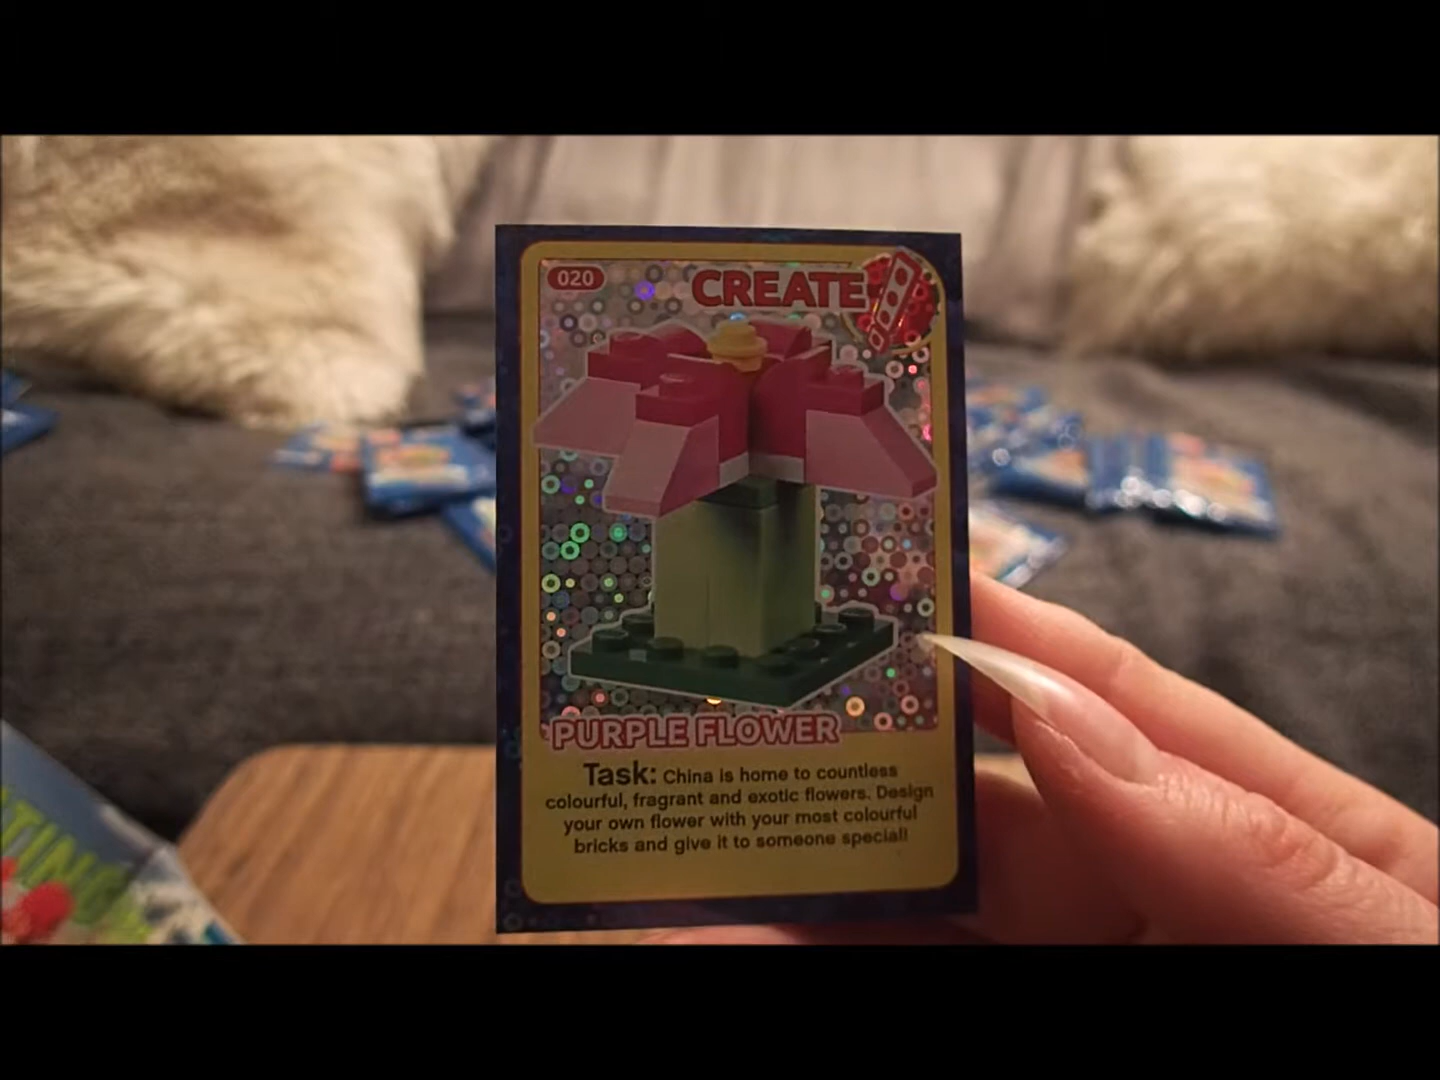 020
CREATE
PURPLE FLOWER
Task: China is home to countless
colourful, fragrant and exotic flowers. Design
your own flower with your most colourful
bricks and give it to someone special!